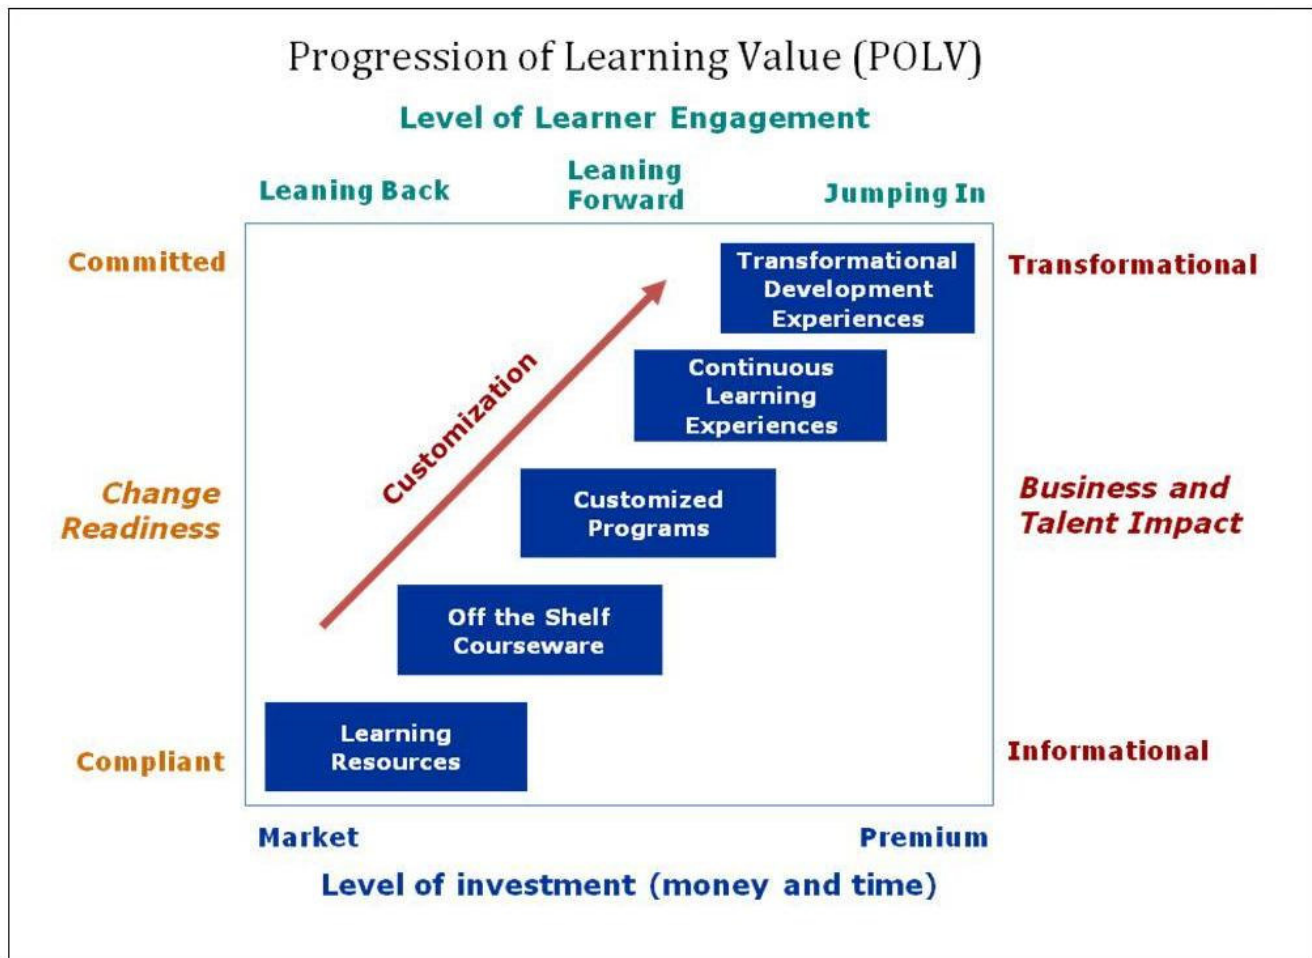 Progression of Learning Value (POLV)
Level of Learner Engagement
Leaning Back
Leaning
Forward
Jumping In
Committed
Transformational
Development
Experiences
Transformational
Continuous
Learning
Experiences
Customization
Change
Readiness
Customized
Programs
Business and
Talent Impact
Off the Shelf
Courseware
Compliant
Learning
Resources
Informational
Market
Premium
Level of investment (money and time)